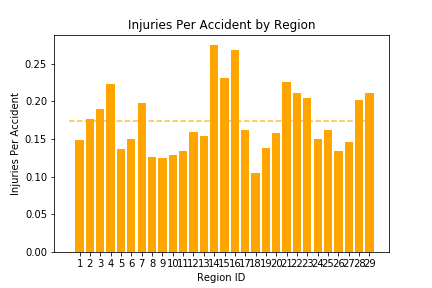 Injuries Per Accident by Region
Injuries Per Accident
0.25
0.20
0.15
0.10
0.05
0.00
1 2 3 4 5 6 7 8 9 10 11 12 13 14 15 16 17 18 19 20 21 22 23 24 25 26 27 28 29
Region ID